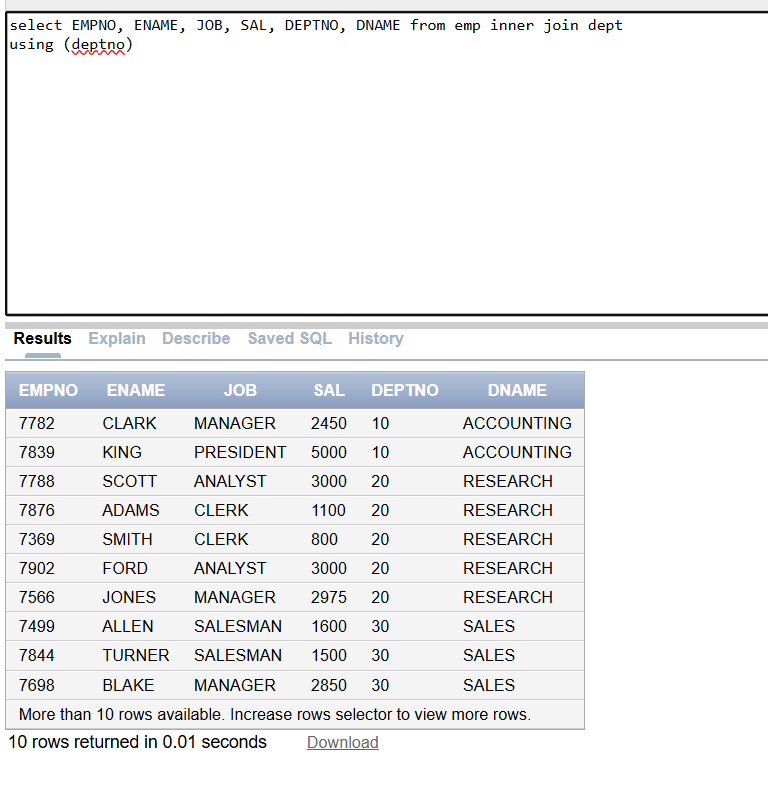 select EMPNO, ENAME, JOB, SAL, DEPTNO, DNAME from emp inner join dept
using (deptno)
Results Explain Describe Saved SQL History
EMPNO ENAME JOB SAL DEPTNO DNAME
7782 CLARK MANAGER 2450 10 ACCOUNTING
7839 KING PRESIDENT 5000 10 ACCOUNTING
7788 SCOTT ANALYST 3000 20 RESEARCH
7876 ADAMS CLERK 1100 20 RESEARCH
7369 SMITH CLERK 800 20 RESEARCH
7902 FORD ANALYST 3000 20 RESEARCH
7566 JONES MANAGER 2975 20 RESEARCH
7499 ALLEN SALESMAN 1600 30 SALES
7844 TURNER SALESMAN 1500 30 SALES
7698 BLAKE MANAGER 2850 30 SALES
More than 10 rows available. Increase rows selector to view more rows.
10 rows returned in 0.01 seconds Download